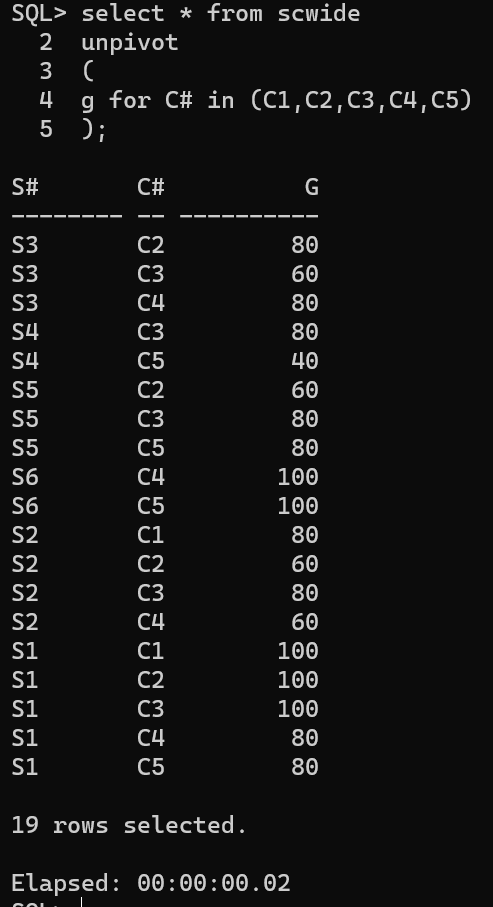 SQL> select * from scwide
  2  unpivot
  3  (
  4  g for C# in (C1,C2,C3,C4,C5)
  5  );

S#       C#          G
-------- -- ----------
S3       C2         80
S3       C3         60
S3       C4         80
S4       C3         80
S4       C5         40
S5       C2         60
S5       C3         80
S5       C5         80
S6       C4        100
S6       C5        100
S2       C1         80
S2       C2         60
S2       C3         80
S2       C4         60
S1       C1        100
S1       C2        100
S1       C3        100
S1       C4         80
S1       C5         80

19 rows selected.

Elapsed: 00:00:00.02
SQL>